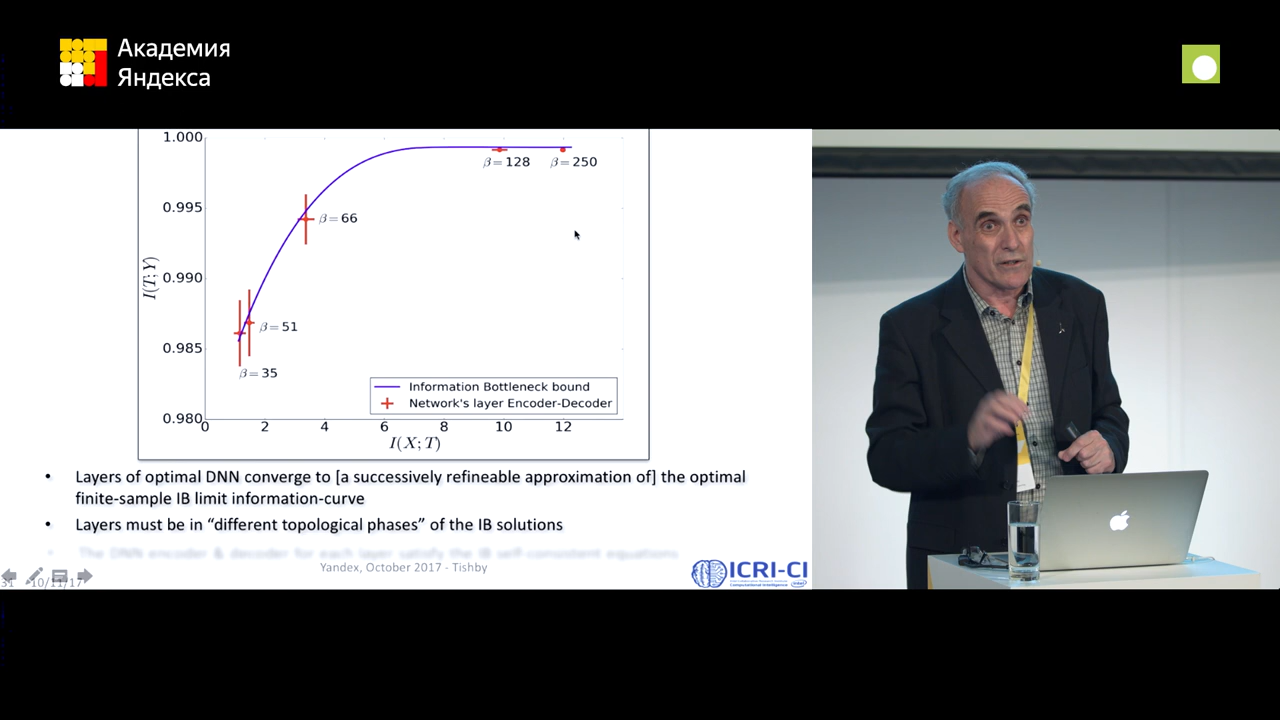 Академия
Яндекса
1.000
0.995
0.990
0.985
0.980
I(T;Y)
0 2 4 6 8 10 12
I(X;T)
β=128 β=250
β=66
β=51
β=35
Information Bottleneck bound
Network's layer Encoder-Decoder
• Layers of optimal DNN converge to [a successively refineable approximation of] the optimal
finite-sample IB limit information-curve
• Layers must be in “different topological phases” of the IB solutions
• The DNN encoder & decoder for each layer satisfy the IB self-consistent equations
31 10/11/17
Yandex, October 2017 - Tishby
ICRI-CI